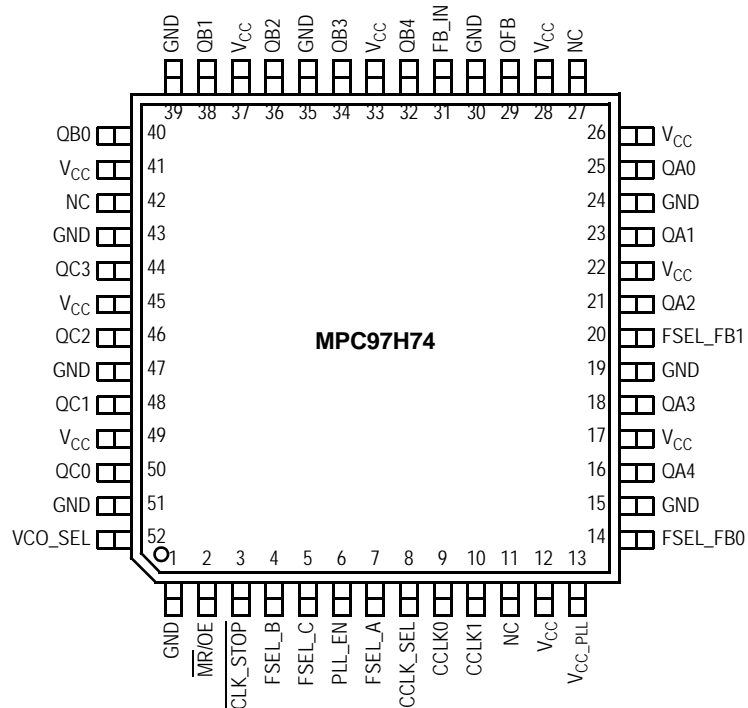 GND QB1 VCC QB2 GND QB3 VCC QB4 FB_IN GND QFB VCC NC
39 38 37 36 35 34 33 32 31 30 29 28 27
QB0 40 26 VCC
VCC 41 25 QA0
NC 42 24 GND
GND 43 23 QA1
QC3 44 22 VCC
VCC 45 21 QA2
QC2 46 MPC97H74 20 FSEL_FB1
GND 47 19 GND
QC1 48 18 QA3
VCC 49 17 VCC
QC0 50 16 QA4
GND 51 15 GND
VCO_SEL 52 14 FSEL_FB0
1 2 3 4 5 6 7 8 9 10 11 12 13
GND MR/OE CLK_STOP FSEL_B FSEL_C PLL_EN FSEL_A CCLK_SEL CCLK0 CCLK1 NC VCC VCC_PLL